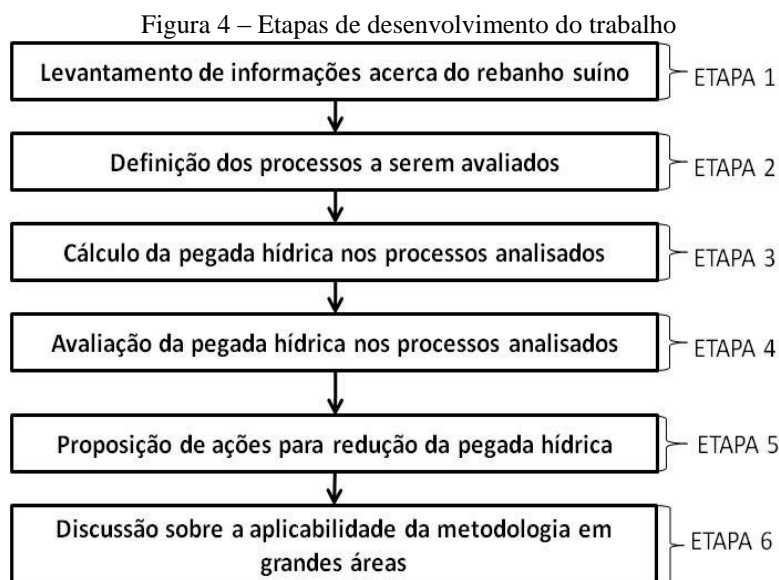 Figura 4 – Etapas de desenvolvimento do trabalho
Levantamento de informações acerca do rebanho suíno
ETAPA 1
Definição dos processos a serem avaliados
ETAPA 2
Cálculo da pegada hídrica nos processos analisados
ETAPA 3
Avaliação da pegada hídrica nos processos analisados
ETAPA 4
Proposição de ações para redução da pegada hídrica
ETAPA 5
Discussão sobre a aplicabilidade da metodologia em
grandes áreas
ETAPA 6